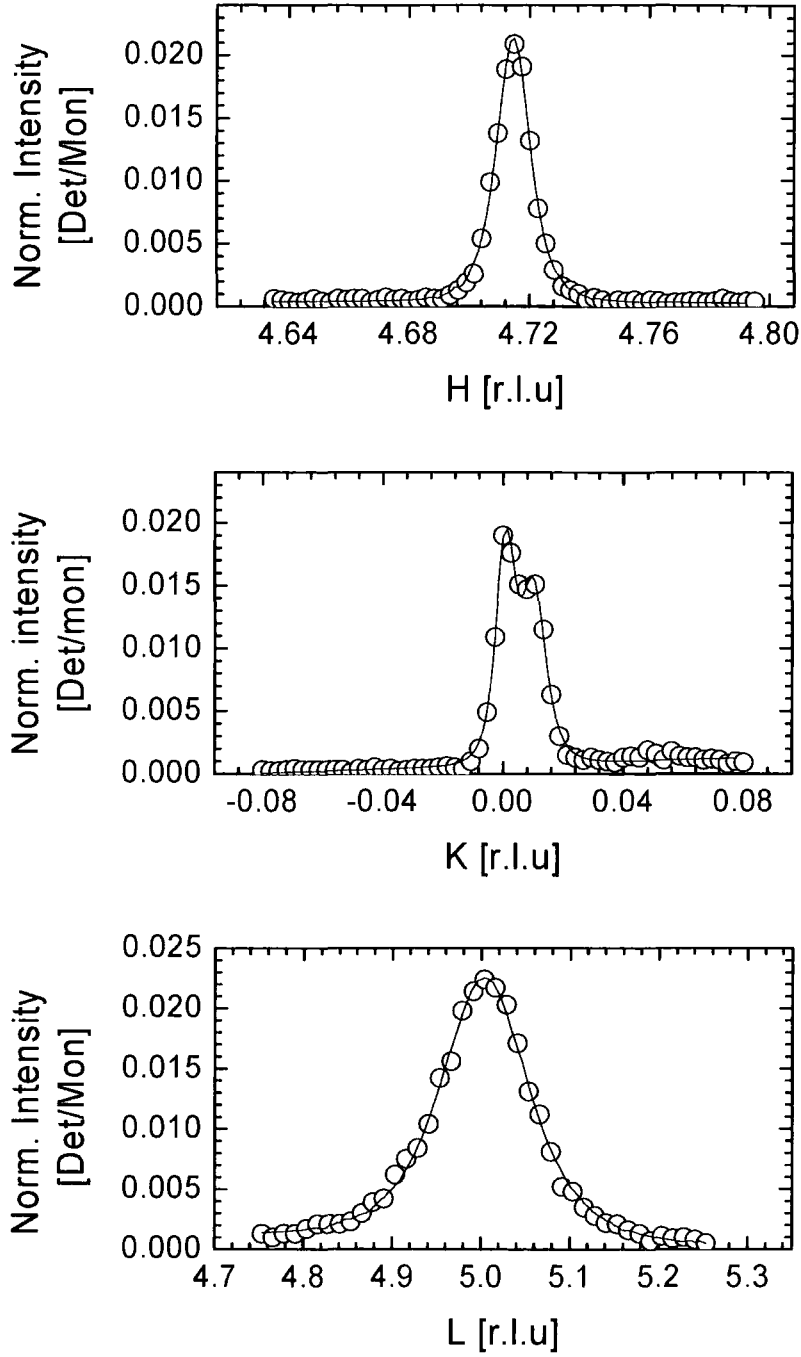 Norm. Intensity
[Det/Mon]
0.020
0.015
0.010
0.005
0.000
4.64 4.68 4.72 4.76 4.80
H [r.l.u]
Norm. intensity
[Det/mon]
0.020
0.015
0.010
0.005
0.000
-0.08 -0.04 0.00 0.04 0.08
K [r.l.u]
Norm. Intensity
[Det/Mon]
0.025
0.020
0.015
0.010
0.005
0.000
4.7 4.8 4.9 5.0 5.1 5.2 5.3
L [r.l.u]